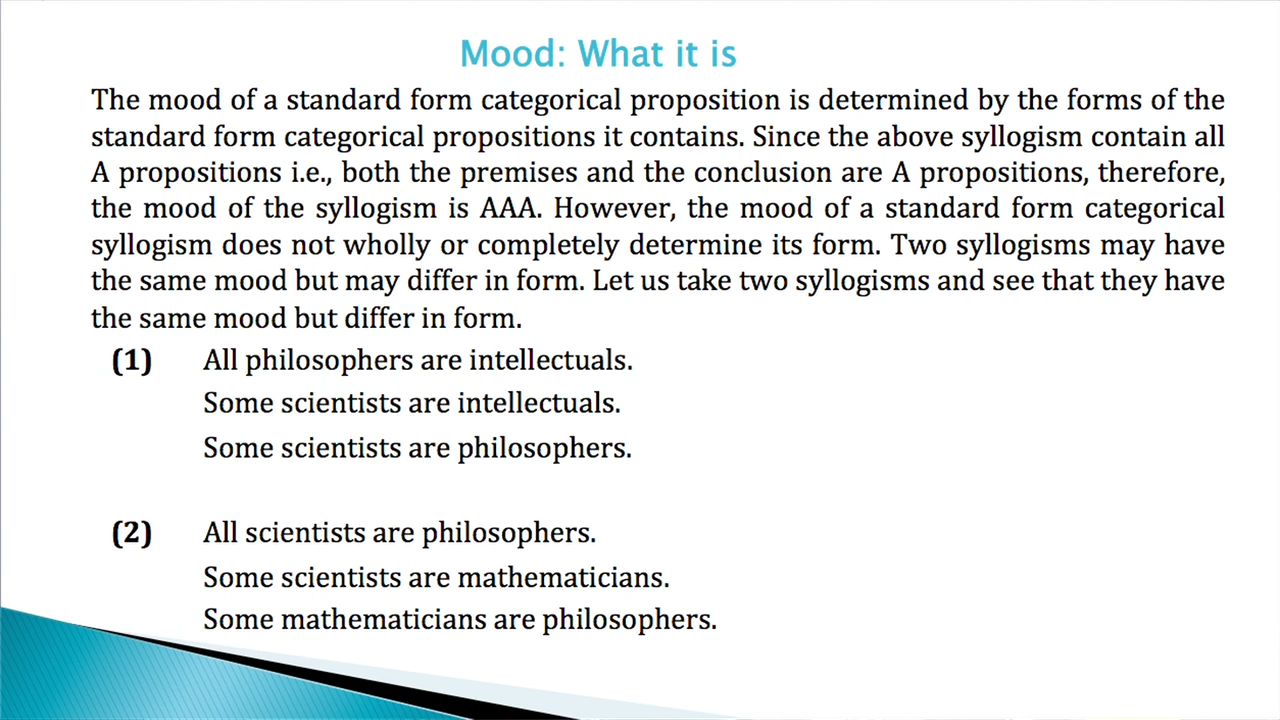 Mood: What it is
The mood of a standard form categorical proposition is determined by the forms of the
standard form categorical propositions it contains. Since the above syllogism contain all
A propositions i.e., both the premises and the conclusion are A propositions, therefore,
the mood of the syllogism is AAA. However, the mood of a standard form categorical
syllogism does not wholly or completely determine its form. Two syllogisms may have
the same mood but may differ in form. Let us take two syllogisms and see that they have
the same mood but differ in form.
(1) All philosophers are intellectuals.
Some scientists are intellectuals.
Some scientists are philosophers.
(2) All scientists are philosophers.
Some scientists are mathematicians.
Some mathematicians are philosophers.